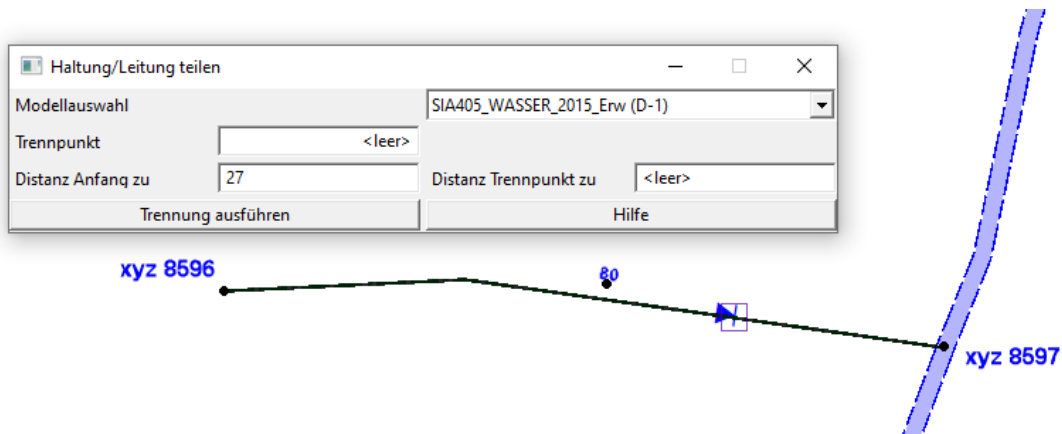 Haltung/Leitung teilen
Modellauswahl SIA405_WASSER_2015_Erw (D-1)
Trennpunkt <leer>
Distanz Anfang zu 27 Distanz Trennpunkt zu <leer>
Trennung ausführen Hilfe
xyz 8596
80
xyz 8597